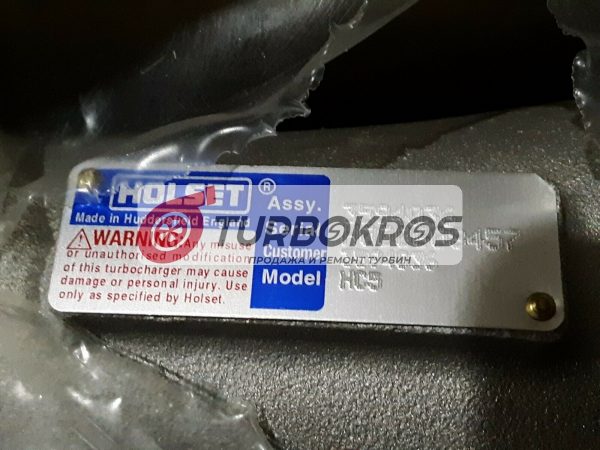 HOLSET ®
Made in Huddersfield England
WARNING: Any misuse
or unauthorised modification
of this turbocharger may cause
damage or personal injury. Use
only as specified by Holset.
Assy.
Serial
Customer
Model HC5
TURBOKROS
ПРОДАЖА И РЕМОНТ ТУРБИН